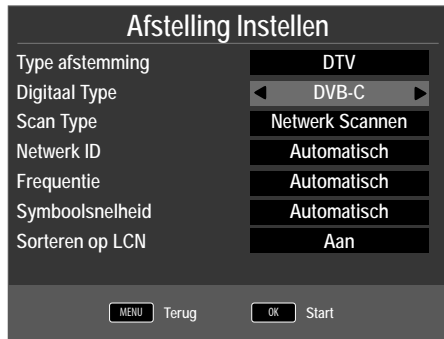 Afstelling Instellen
Type afstemming DTV
Digitaal Type DVB-C
Scan Type Netwerk Scannen
Netwerk ID Automatisch
Frequentie Automatisch
Symboolsnelheid Automatisch
Sorteren op LCN Aan
MENU Terug OK Start